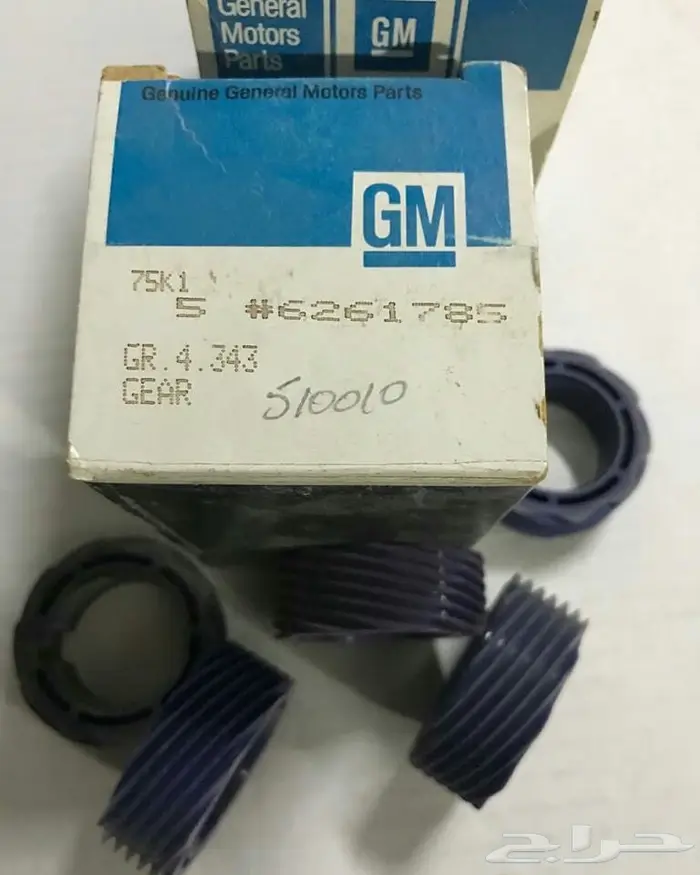 General
Motors
Parts
GM
Genuine General Motors Parts
GM
75K1
5 #6261785
GR.4.343
GEAR
510010
حراج